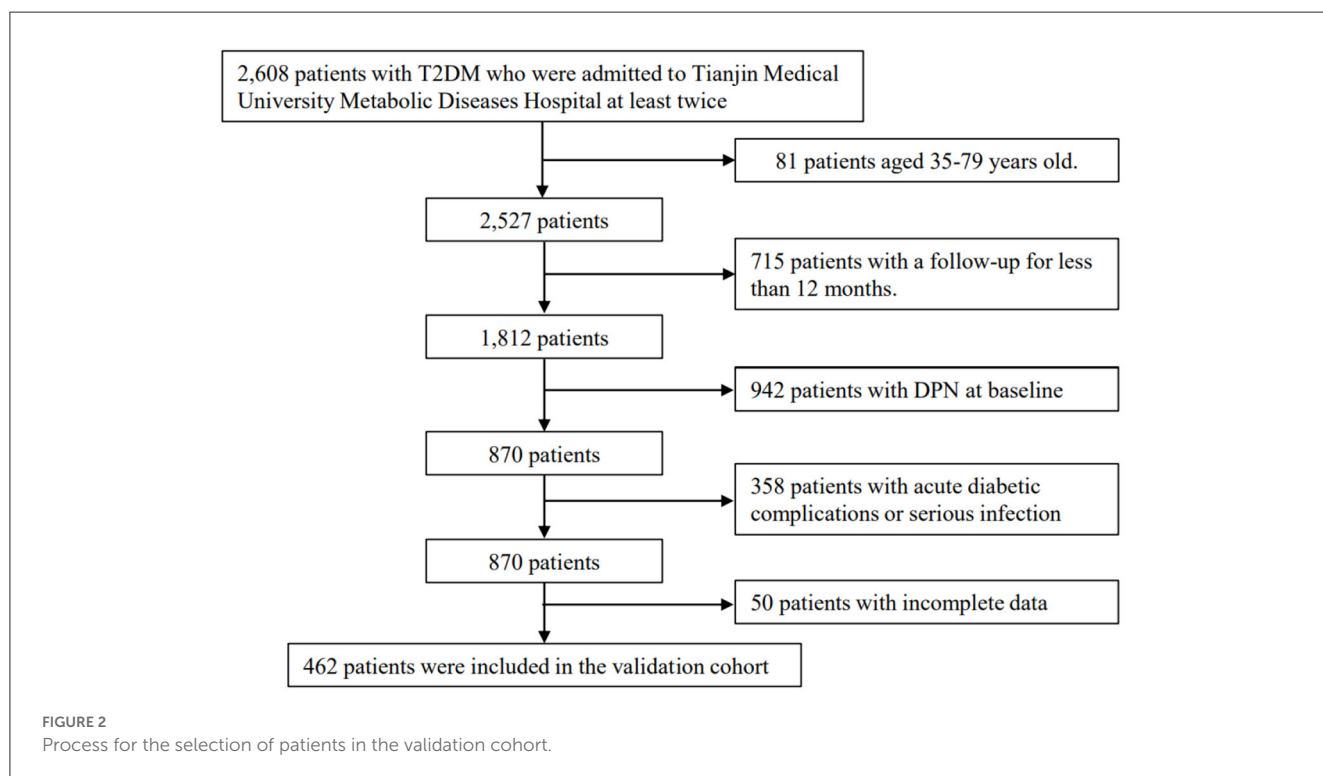 2,608 patients with T2DM who were admitted to Tianjin Medical
University Metabolic Diseases Hospital at least twice
81 patients aged 35-79 years old.
2,527 patients
715 patients with a follow-up for less
than 12 months.
1,812 patients
942 patients with DPN at baseline
870 patients
358 patients with acute diabetic
complications or serious infection
870 patients
50 patients with incomplete data
462 patients were included in the validation cohort
FIGURE 2
Process for the selection of patients in the validation cohort.